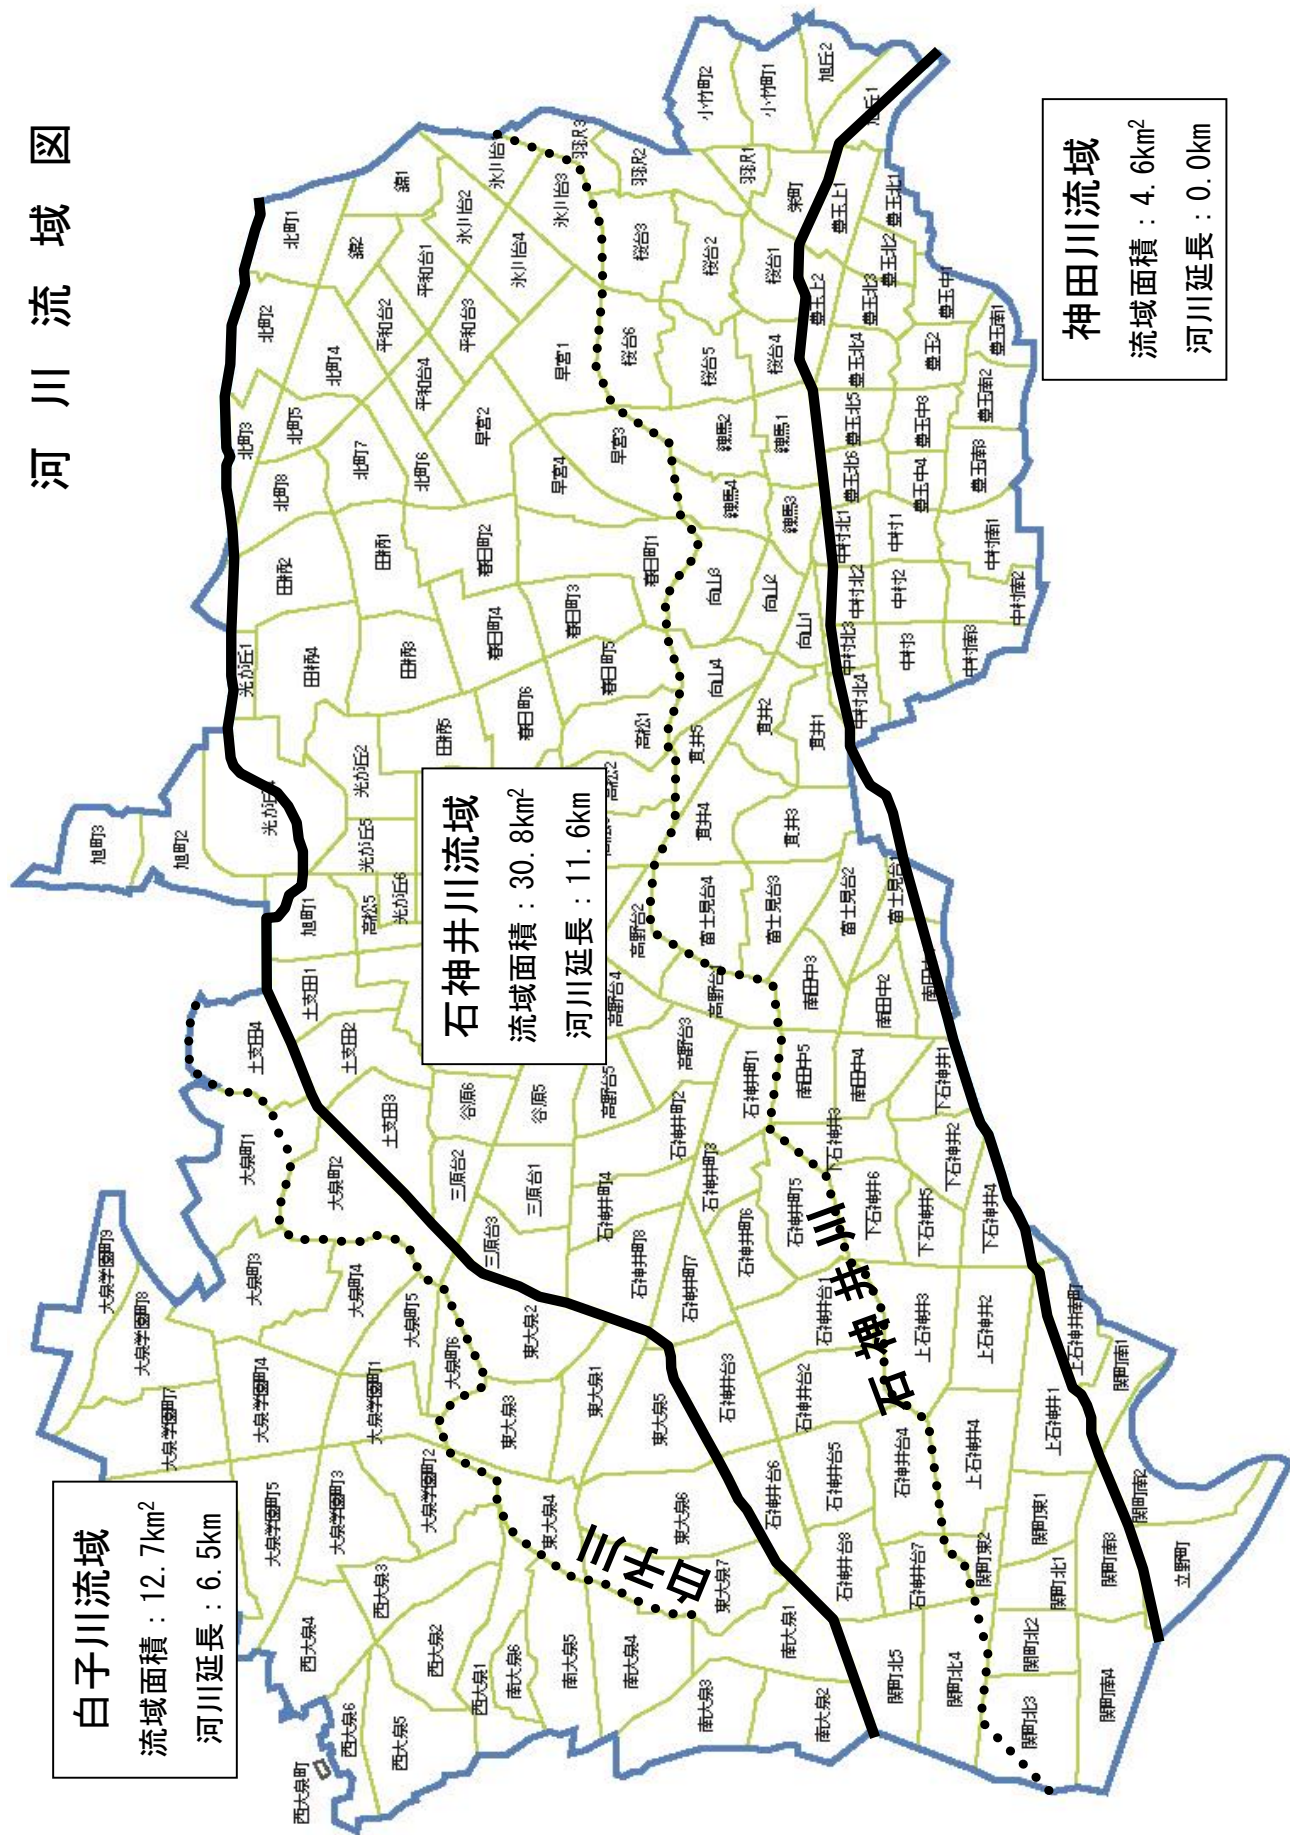 河川流域図
白子川流域
流域面積：12.7km²
河川延長：6.5km
石神井川流域
流域面積：30.8km²
河川延長：11.6km
神田川流域
流域面積：4.6km²
河川延長：0.0km
白子川
石神井川
西大泉町
西大泉6
西大泉5
西大泉4
西大泉3
西大泉2
西大泉1
南大泉6
南大泉5
南大泉4
南大泉3
南大泉2
南大泉1
大泉学園町9
大泉学園町8
大泉学園町7
大泉学園町5
大泉学園町4
大泉学園町3
大泉学園町2
大泉学園町1
大泉町1
大泉町2
大泉町3
大泉町4
大泉町5
大泉町6
東大泉1
東大泉2
東大泉3
東大泉4
東大泉5
東大泉6
東大泉7
土支田1
土支田2
土支田3
土支田4
三原台1
三原台2
三原台3
谷原5
谷原6
旭町1
旭町2
旭町3
高松5
高松1
高松2
光が丘1
光が丘2
光が丘5
光が丘6
田柄1
田柄2
田柄3
田柄4
田柄5
北町1
北町2
北町3
北町4
北町5
北町6
北町7
北町8
錦1
錦2
平和台1
平和台2
平和台3
平和台4
氷川台2
氷川台3
氷川台4
早宮1
早宮2
早宮3
早宮4
春日町1
春日町2
春日町3
春日町4
春日町5
春日町6
羽沢1
羽沢2
羽沢3
小竹町1
小竹町2
旭丘1
旭丘2
栄町
桜台1
桜台2
桜台3
桜台4
桜台5
桜台6
練馬1
練馬2
練馬3
練馬4
向山1
向山2
向山3
向山4
貫井1
貫井2
貫井3
貫井4
貫井5
豊玉上1
豊玉上2
豊玉北1
豊玉北2
豊玉北3
豊玉北4
豊玉北5
豊玉北6
豊玉中1
豊玉2
豊玉中3
豊玉中4
豊玉南1
豊玉南2
豊玉南3
中村北1
中村北2
中村北3
中村北4
中村1
中村2
中村3
中村南1
中村南2
中村南3
富士見台1
富士見台2
富士見台3
富士見台4
高野台1
高野台2
高野台3
高野台4
高野台5
南田中2
南田中3
南田中4
南田中5
石神井町1
石神井町2
石神井町3
石神井町4
石神井町5
石神井町6
石神井町7
石神井町8
石神井台1
石神井台2
石神井台3
石神井台4
石神井台5
石神井台6
石神井台7
石神井台8
下石神井1
下石神井2
下石神井3
下石神井4
下石神井5
下石神井6
上石神井1
上石神井2
上石神井3
上石神井4
上石神井南町
関町東1
関町東2
関町北1
関町北2
関町北3
関町北4
関町北5
関町南1
関町南2
関町南3
関町南4
立野町